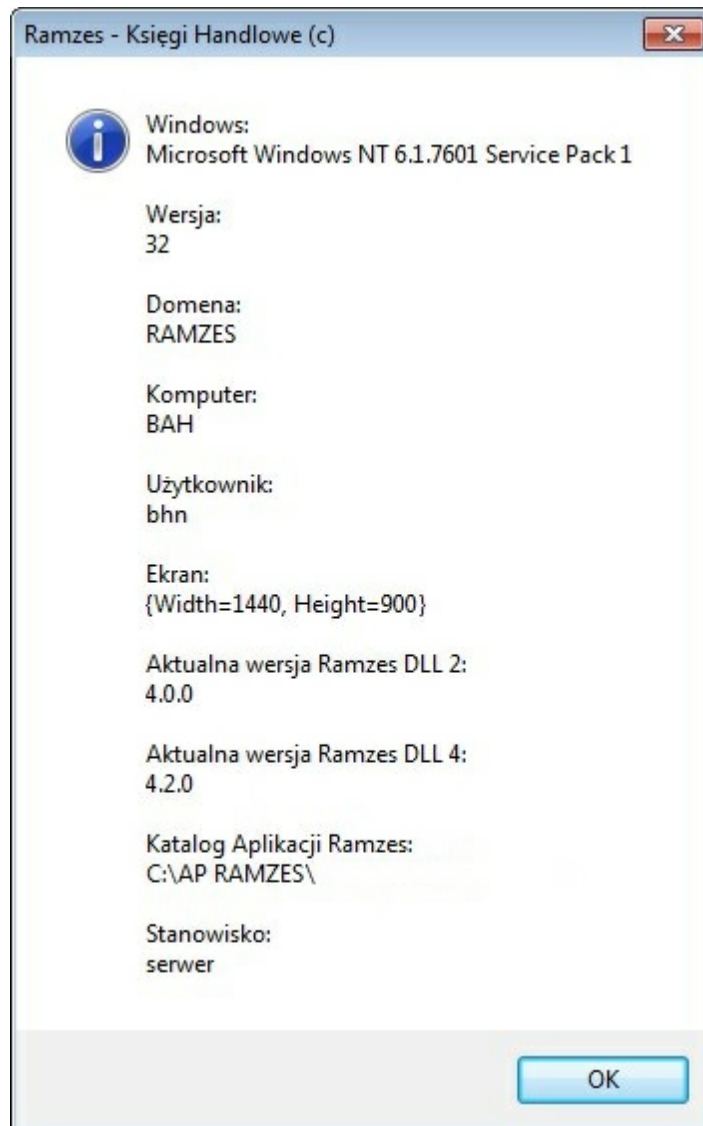 Ramzes - Księgi Handlowe (c)
Windows:
Microsoft Windows NT 6.1.7601 Service Pack 1
Wersja:
32
Domena:
RAMZES
Komputer:
BAH
Użytkownik:
bhn
Ekran:
{Width=1440, Height=900}
Aktualna wersja Ramzes DLL 2:
4.0.0
Aktualna wersja Ramzes DLL 4:
4.2.0
Katalog Aplikacji Ramzes:
C:\AP RAMZES\
Stanowisko:
serwer
OK